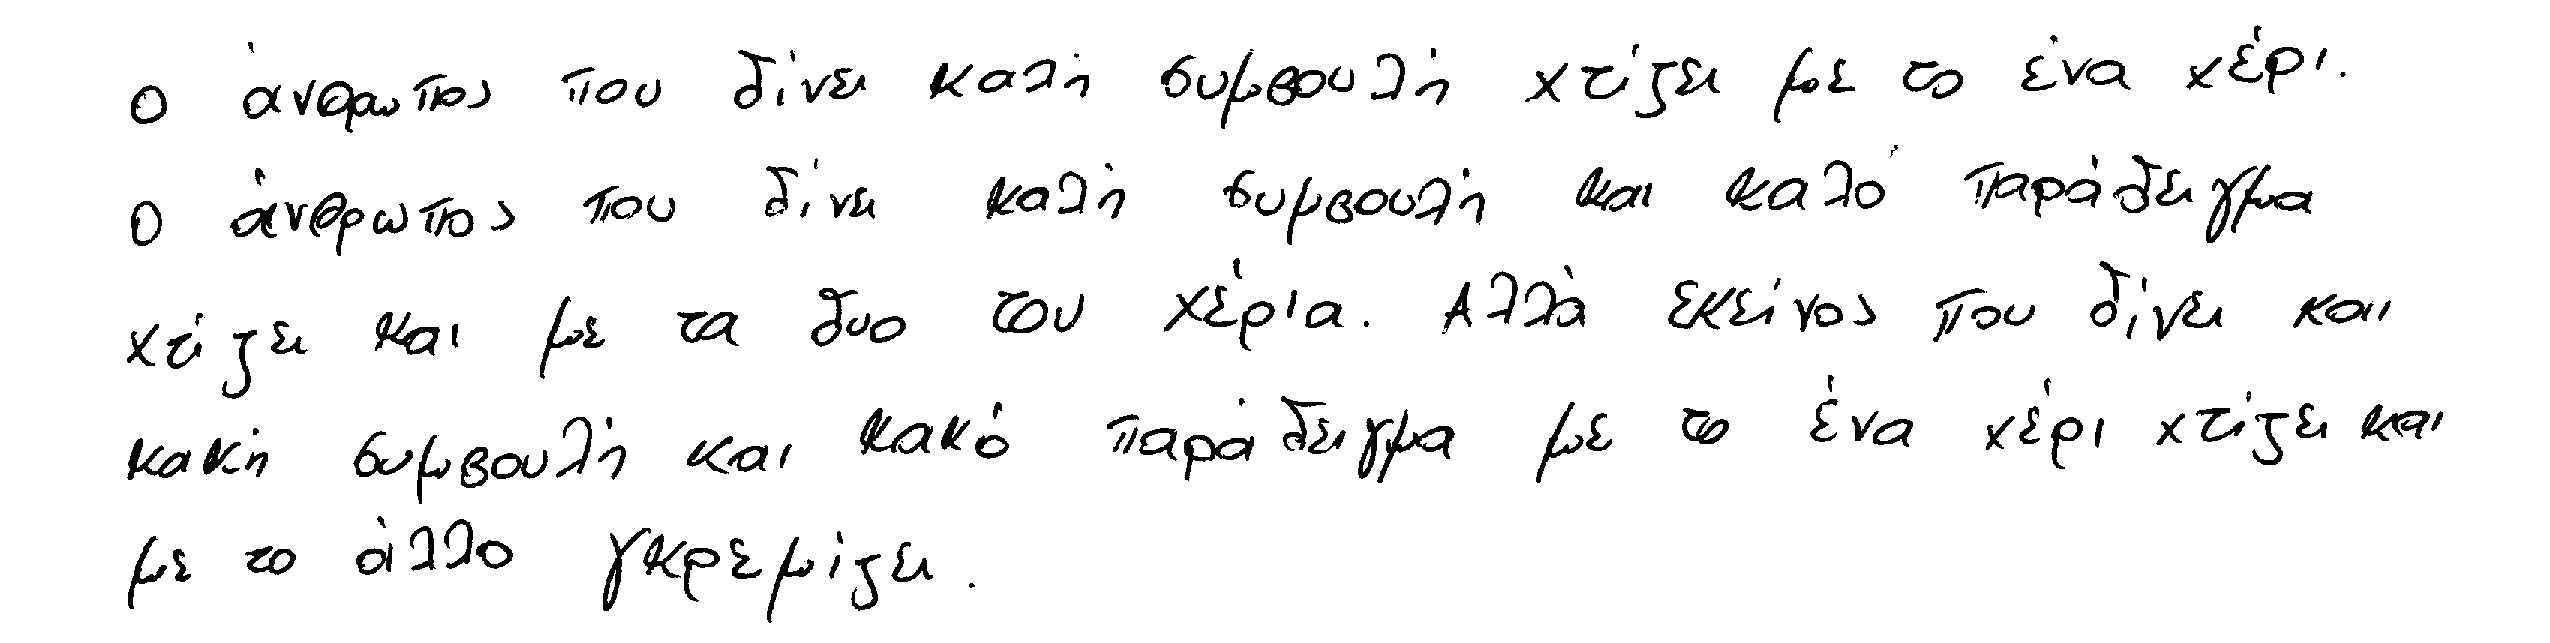 Ο άνθρωπος που δίνει καλή συμβουλή χτίζει με το ένα χέρι.
Ο άνθρωπος που δίνει καλή συμβουλή και καλό παράδειγμα
χτίζει και με τα δυο του χέρια. Αλλά εκείνος που δίνει και
κακή συμβουλή και κακό παράδειγμα με το ένα χέρι χτίζει και
με το άλλο γκρεμίζει.